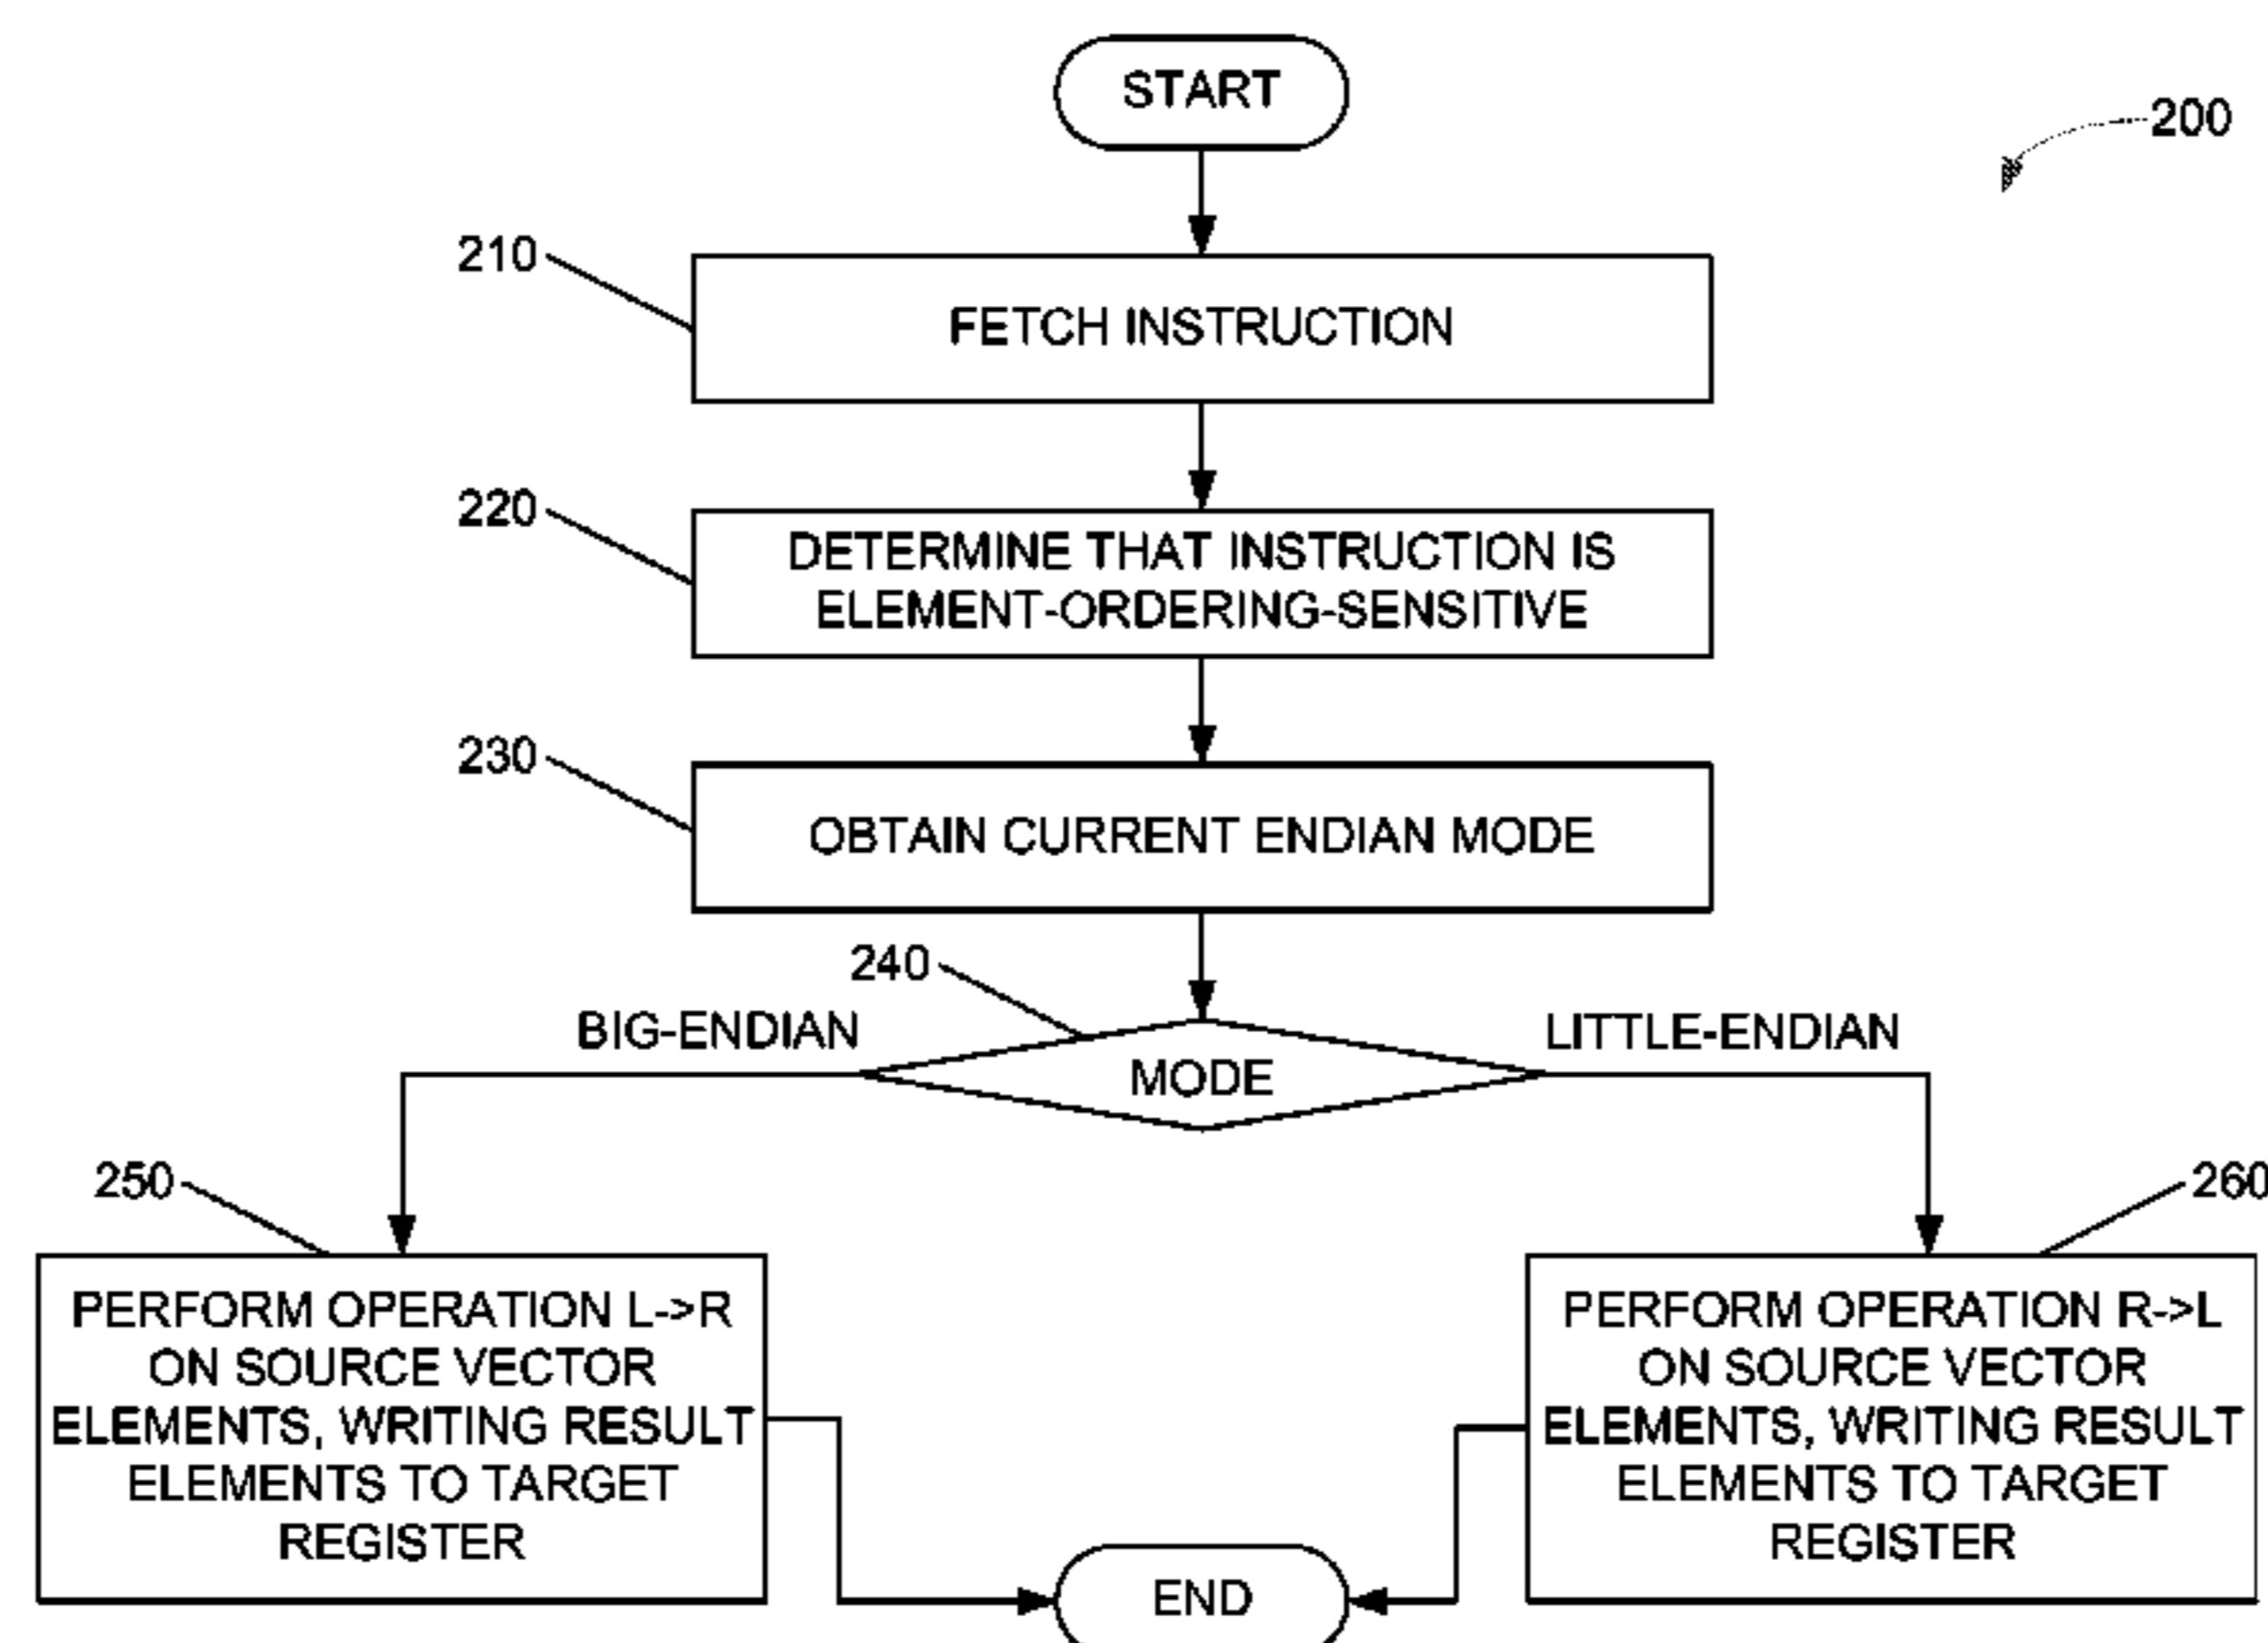 START
200
210
FETCH INSTRUCTION
220
DETERMINE THAT INSTRUCTION IS
ELEMENT-ORDERING-SENSITIVE
230
OBTAIN CURRENT ENDIAN MODE
240
BIG-ENDIAN
LITTLE-ENDIAN
MODE
250
260
PERFORM OPERATION L->R
ON SOURCE VECTOR
ELEMENTS, WRITING RESULT
ELEMENTS TO TARGET
REGISTER
PERFORM OPERATION R->L
ON SOURCE VECTOR
ELEMENTS, WRITING RESULT
ELEMENTS TO TARGET
REGISTER
END